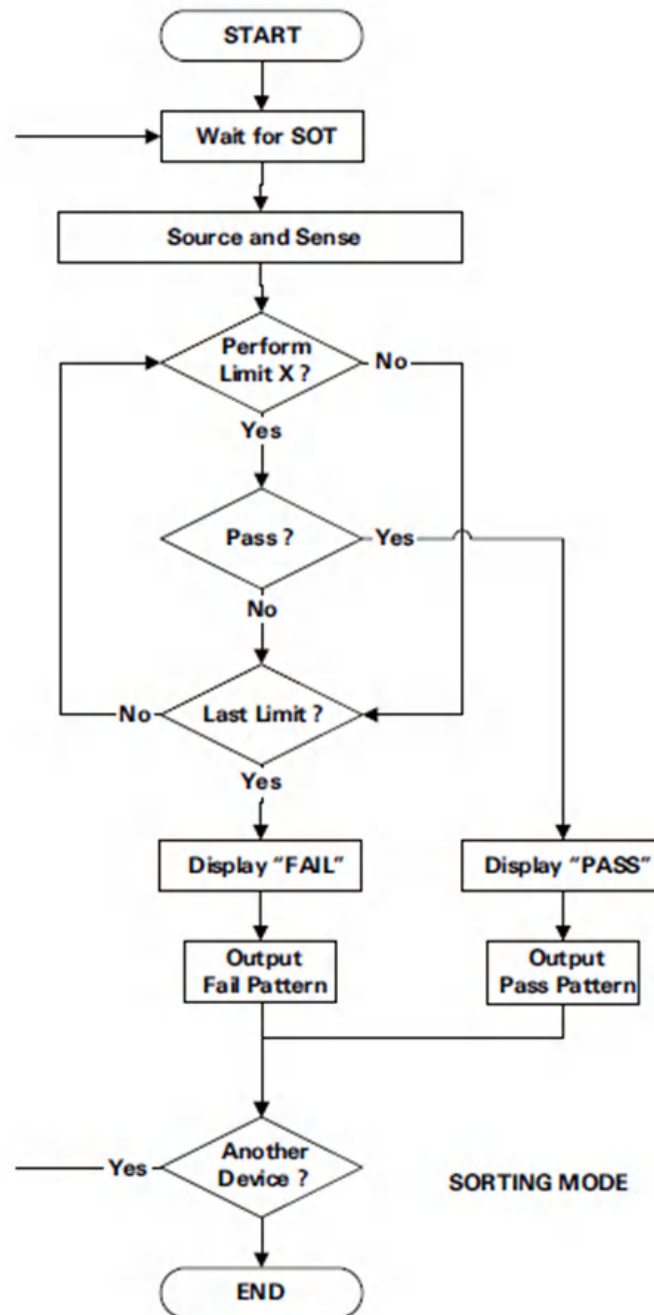 START
Wait for SOT
Source and Sense
Perform
Limit X ?
No
Yes
Pass ?
Yes
No
Last Limit ?
No
Yes
Display “FAIL”
Display “PASS”
Output
Fail Pattern
Output
Pass Pattern
Another
Device ?
Yes
SORTING MODE
END